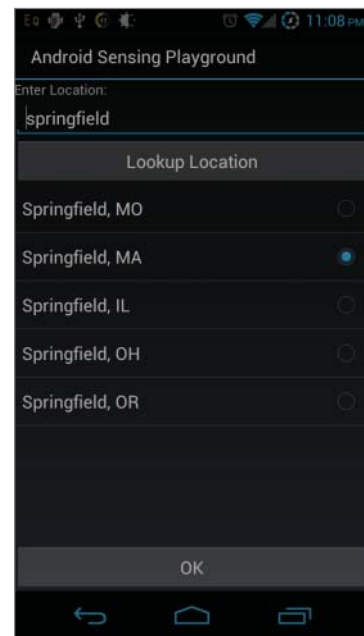 EQ 11:08 PM
Android Sensing Playground
Enter Location:
springfield
Lookup Location
Springfield, MO
Springfield, MA
Springfield, IL
Springfield, OH
Springfield, OR
OK